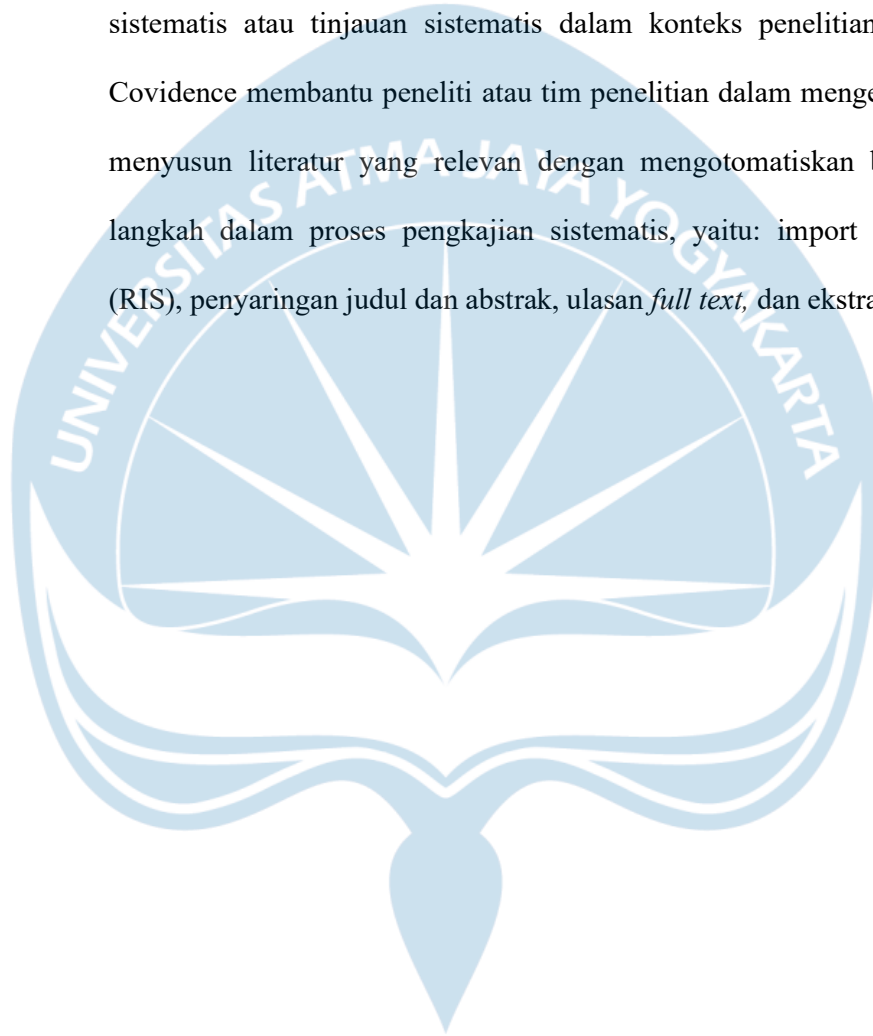 sistematis atau tinjauan sistematis dalam konteks penelitian
Covidence membantu peneliti atau tim penelitian dalam
menyusun literatur yang relevan dengan mengotomatiskan
langkah dalam proses pengkajian sistematis, yaitu: import
(RIS), penyaringan judul dan abstrak, ulasan full text, dan
UNIVERSITAS ATMA JAYA YOGYAKARTA